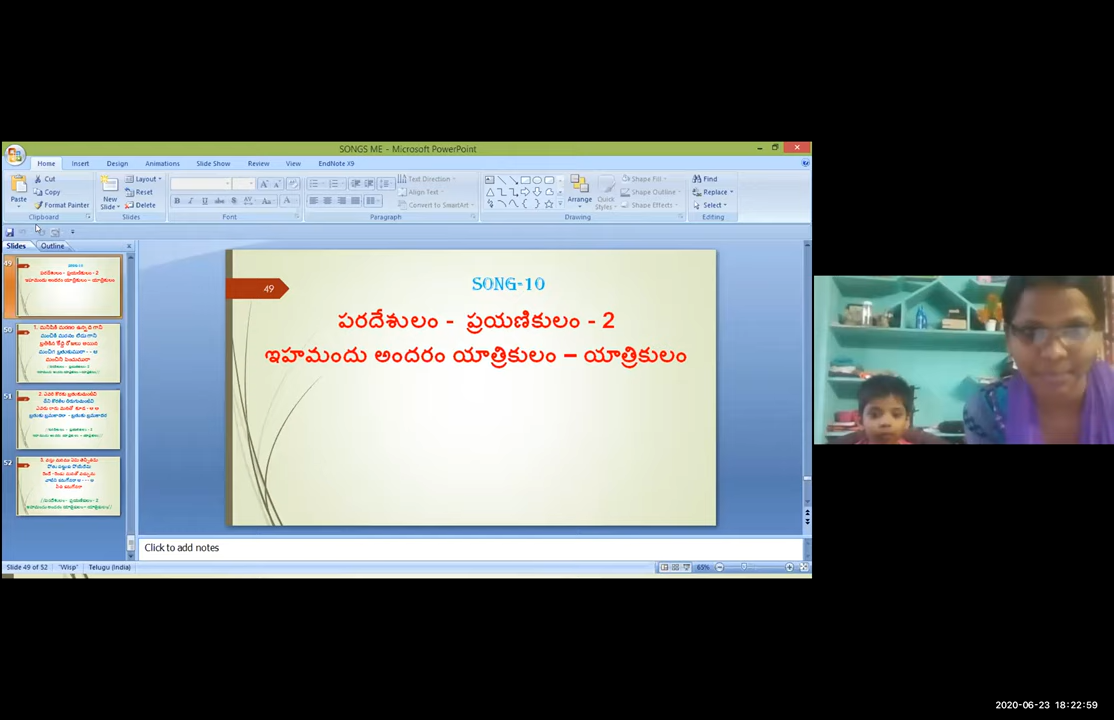 SONGS ME - Microsoft PowerPoint
Home Insert Design Animations Slide Show Review View EndNote X9
Cut
Copy
Format Painter
Paste
Clipboard
New Slide
Layout
Reset
Delete
Slides
Font
Text Direction
Align Text
Convert to SmartArt
Paragraph
Arrange
Quick Styles
Shape Fill
Shape Outline
Shape Effects
Drawing
Find
Replace
Select
Editing
Slides Outline
49
50
51
52
49
SONG-10
పరదేశులం - ప్రయాణికులం - 2
ఇహమందు అందరం యాత్రికులం – యాత్రికులం
Click to add notes
Slide 49 of 52 "Wisp" Telugu (India) 65%
2020-06-23 18:22:59